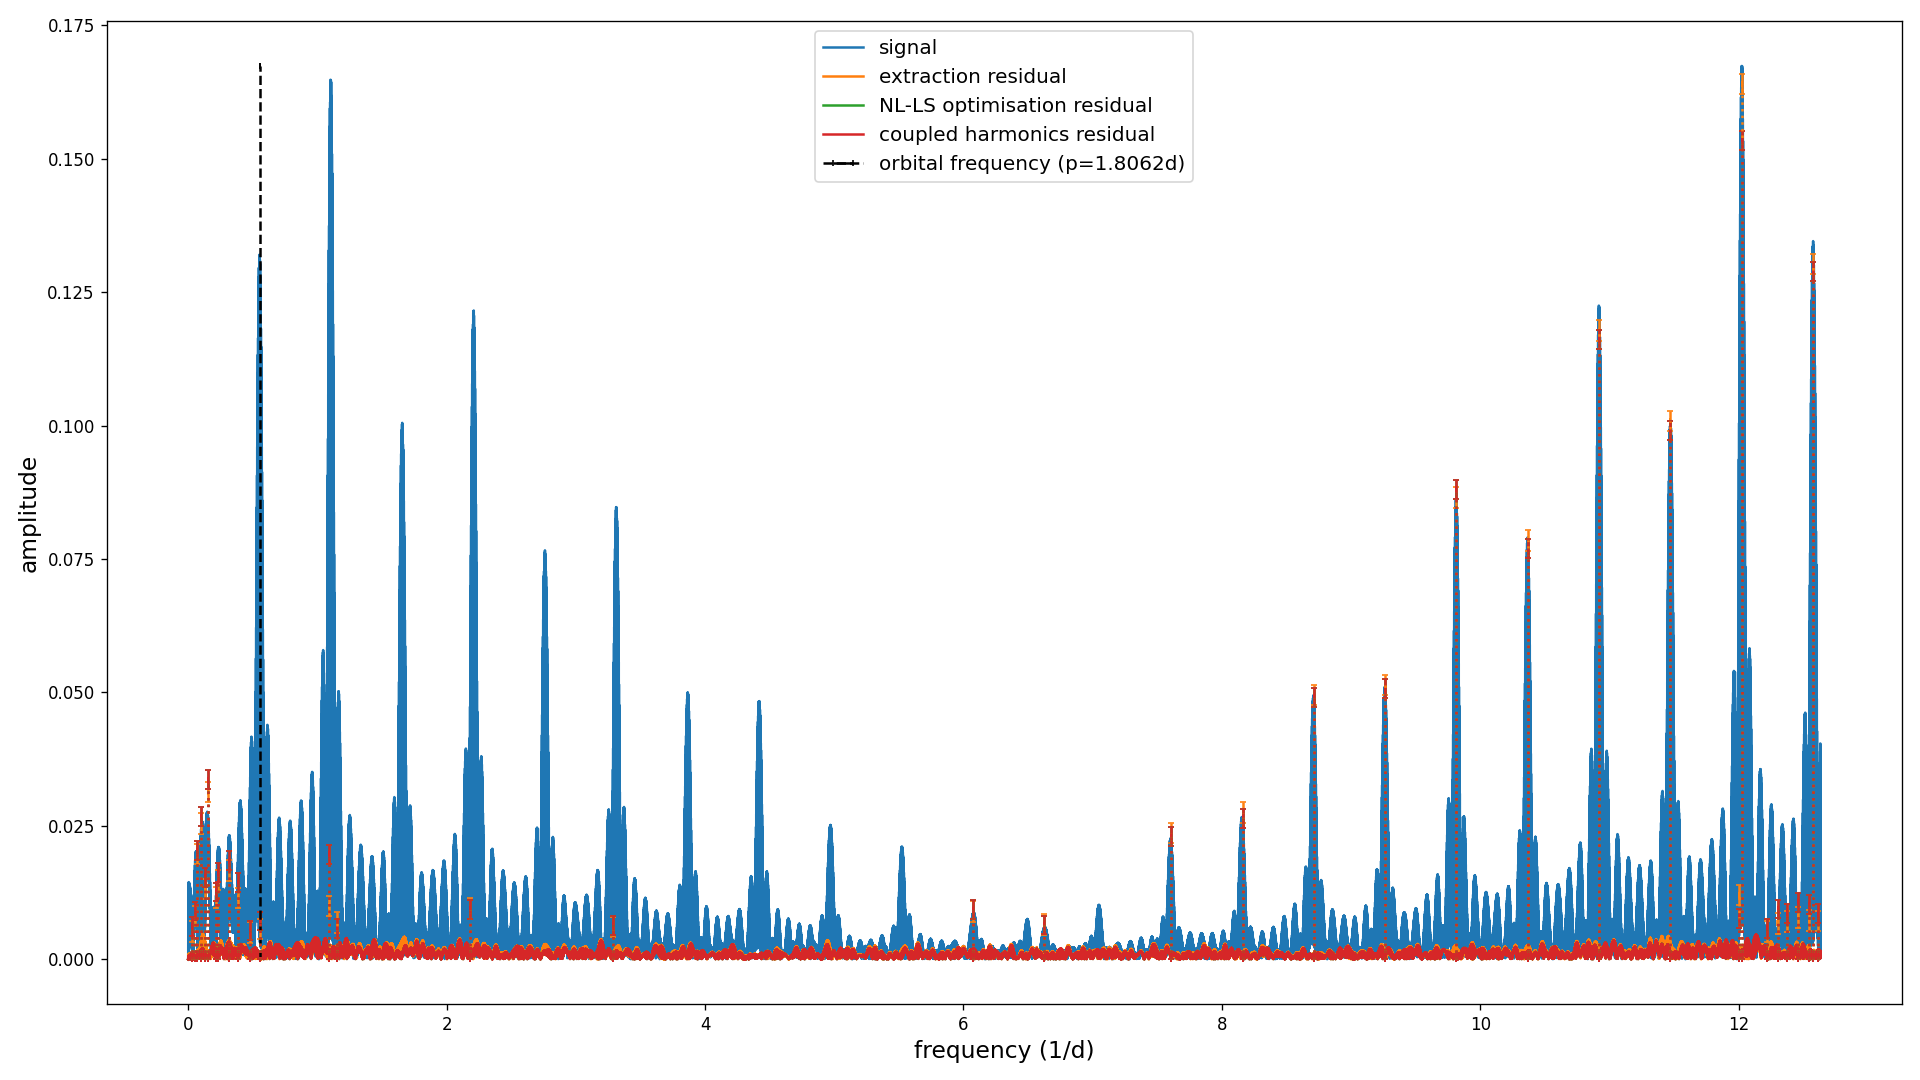 0.175
0.150
0.125
0.100
0.075
0.050
0.025
0.000
amplitude
signal
extraction residual
NL-LS optimisation residual
coupled harmonics residual
orbital frequency (p=1.8062d)
0 2 4 6 8 10 12
frequency (1/d)